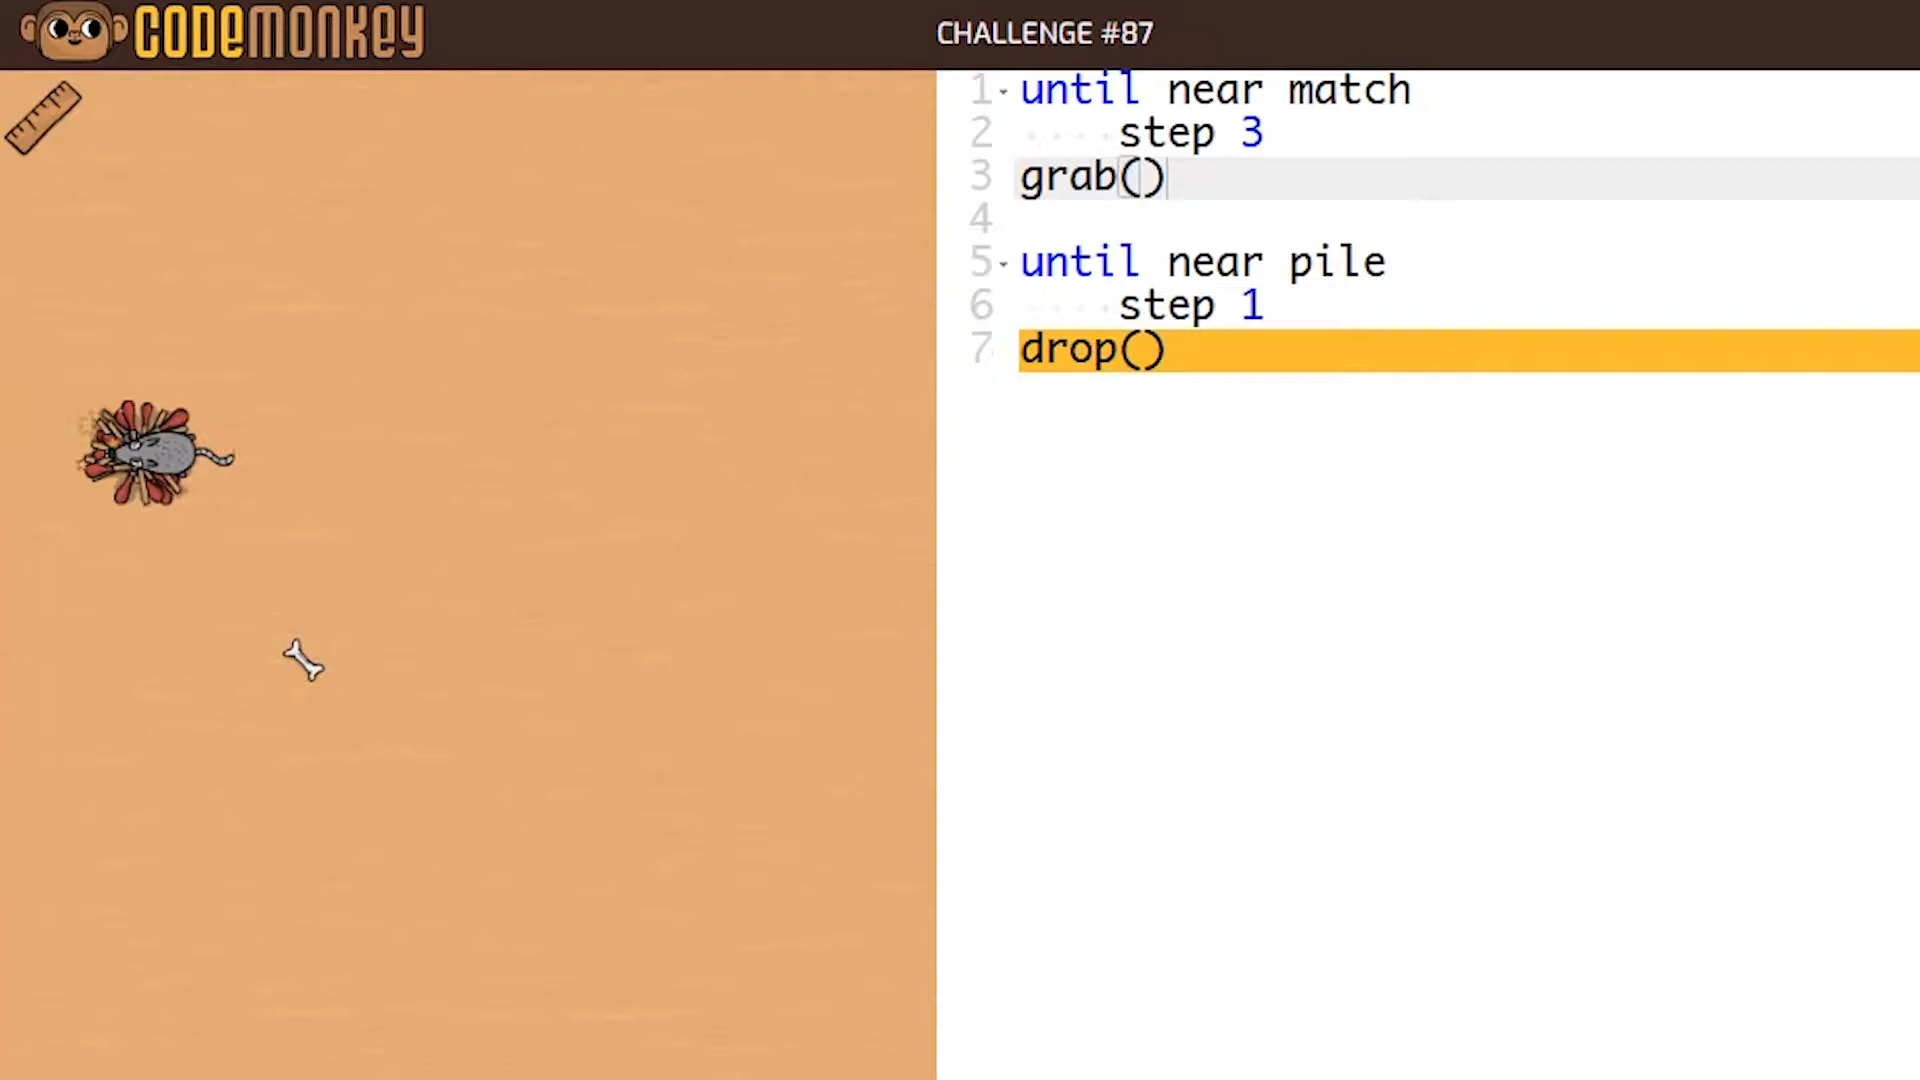 CODEMONKEY
CHALLENGE #87
1 until near match
2 step 3
3 grab()
4
5 until near pile
6 step 1
7 drop()